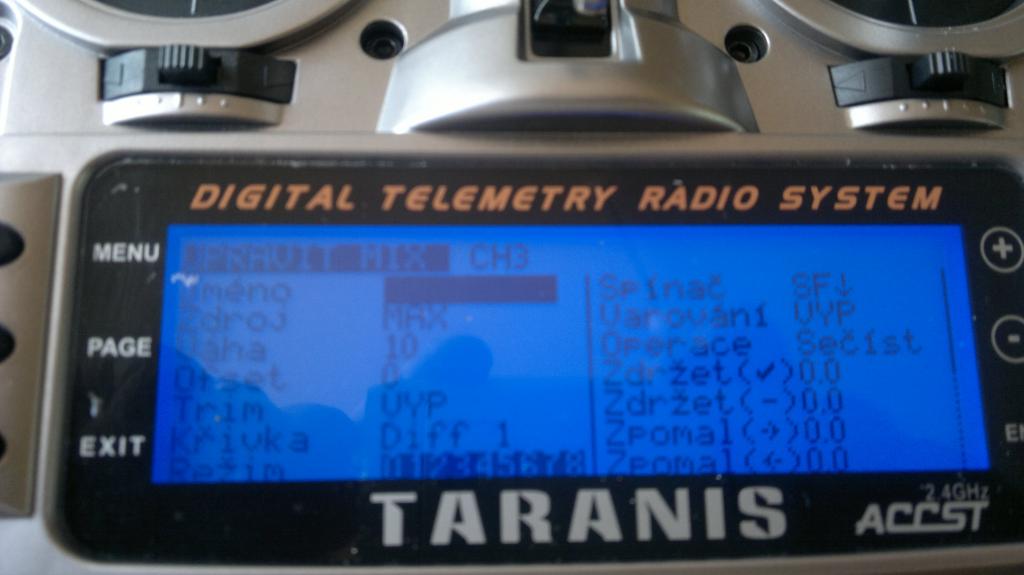 DIGITAL TELEMETRY RADIO SYSTEM
MENU
PAGE
EXIT
UPRAVIT MIX CH3
Jméno
Zdroj MAX
Váha 10
Ofset 0
Trim VYP
Křivka Diff 1
Režim 012345678
Spínač SF↓
Varování VYP
Operace Sečíst
Zdržet(✓)0.0
Zdržet(-)0.0
Zpomal(→)0.0
Zpomal(←)0.0
+
-
TARANIS
2.4GHz
ACCST